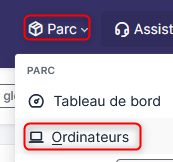 Parc
Assist
PARC
Tableau de bord
Ordinateurs